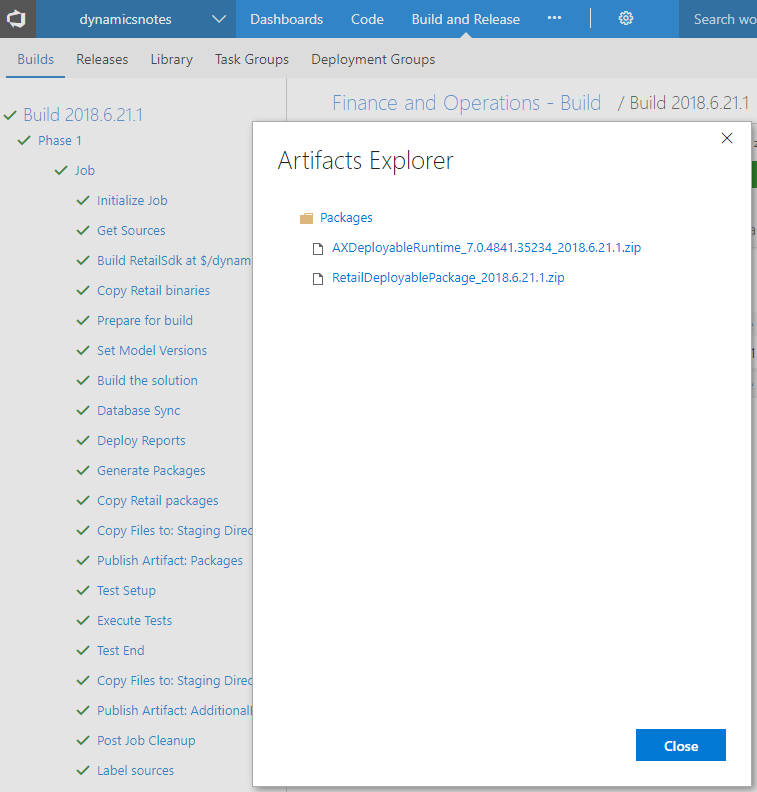 dynamicsnotes
Dashboards Code Build and Release ··· Search wo
Builds Releases Library Task Groups Deployment Groups
Finance and Operations - Build / Build 2018.6.21.1
Build 2018.6.21.1
Phase 1
Job
Initialize Job
Get Sources
Build RetailSdk at $/dynam
Copy Retail binaries
Prepare for build
Set Model Versions
Build the solution
Database Sync
Deploy Reports
Generate Packages
Copy Retail packages
Copy Files to: Staging Direc
Publish Artifact: Packages
Test Setup
Execute Tests
Test End
Copy Files to: Staging Direc
Publish Artifact: Additional
Post Job Cleanup
Label sources
Artifacts Explorer
Packages
AXDeployableRuntime_7.0.4841.35234_2018.6.21.1.zip
RetailDeployablePackage_2018.6.21.1.zip
Close